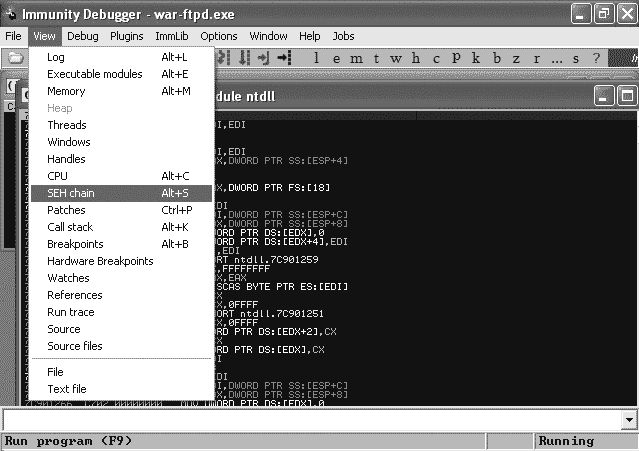 Immunity Debugger - war-ftpd.exe
File View Debug Plugins ImmLib Options Window Help Jobs
l e m t w h c p k b z r ... s ?
Log Alt+L
Executable modules Alt+E
Memory Alt+M
Heap
Threads
Windows
Handles
CPU Alt+C
SEH chain Alt+S
Patches Ctrl+P
Call stack Alt+K
Breakpoints Alt+B
Hardware Breakpoints
Watches
References
Run trace
Source
Source files
File
Text file
dule ntdll
DI,EDI
DI,EDI
X,DWORD PTR SS:[ESP+4]
X,DWORD PTR FS:[18]
DI
DI,DWORD PTR SS:[ESP+C]
X,DWORD PTR SS:[ESP+8]
ORD PTR DS:[EDX],0
ORD PTR DS:[EDX+4],EDI
,EDI
ORT ntdll.7C901259
X,FFFFFFFF
X,EAX
SCAS BYTE PTR ES:[EDI]
X
X,0FFFF
ORT ntdll.7C901251
X,0FFFF
ORD PTR DS:[EDX+2],CX
X
ORD PTR DS:[EDX],CX
DI
DI
DI,DWORD PTR SS:[ESP+C]
X,DWORD PTR SS:[ESP+8]
PTR DS:[EDX],0
Run program (F9) Running